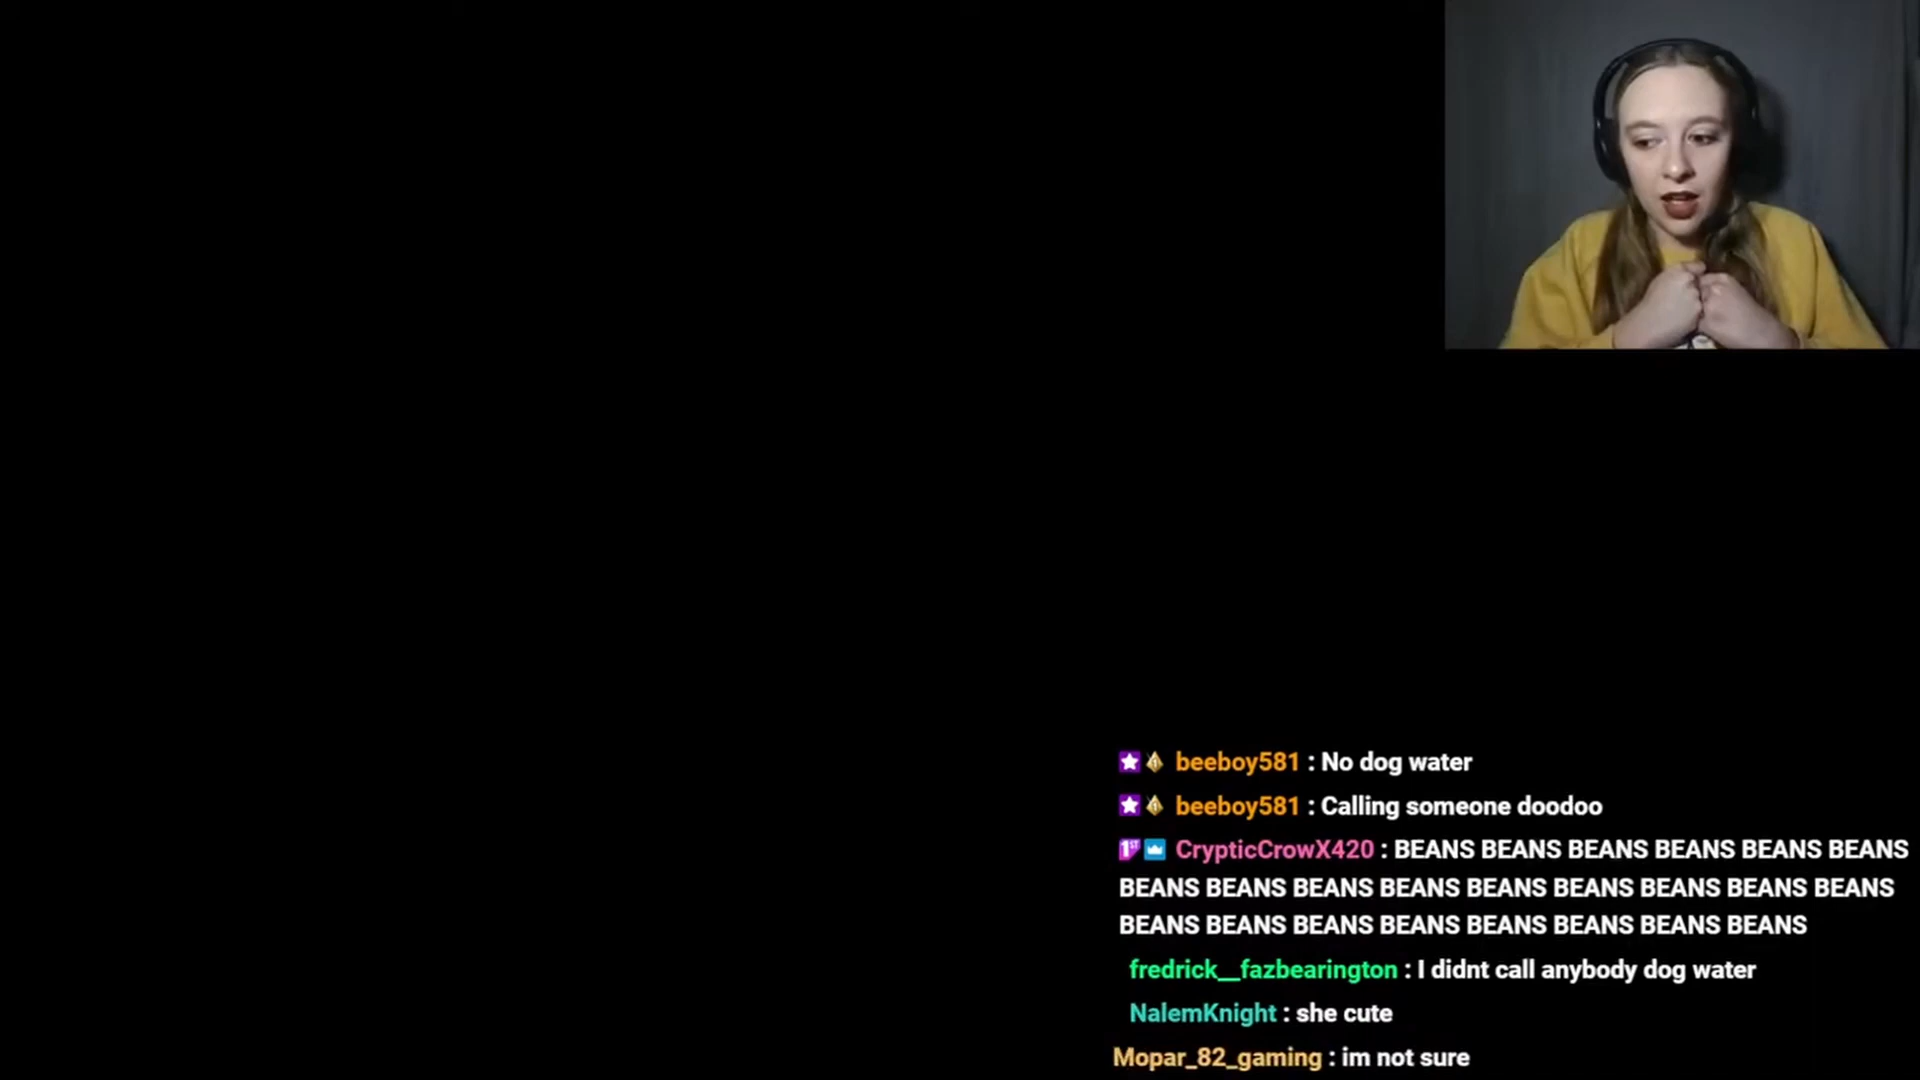 beeboy581 : No dog water
beeboy581 : Calling someone doodoo
CrypticCrowX420 : BEANS BEANS BEANS BEANS BEANS BEANS
BEANS BEANS BEANS BEANS BEANS BEANS BEANS BEANS BEANS
BEANS BEANS BEANS BEANS BEANS BEANS BEANS BEANS
fredrick__fazbearington : I didnt call anybody dog water
NalemKnight : she cute
Mopar_82_gaming : im not sure